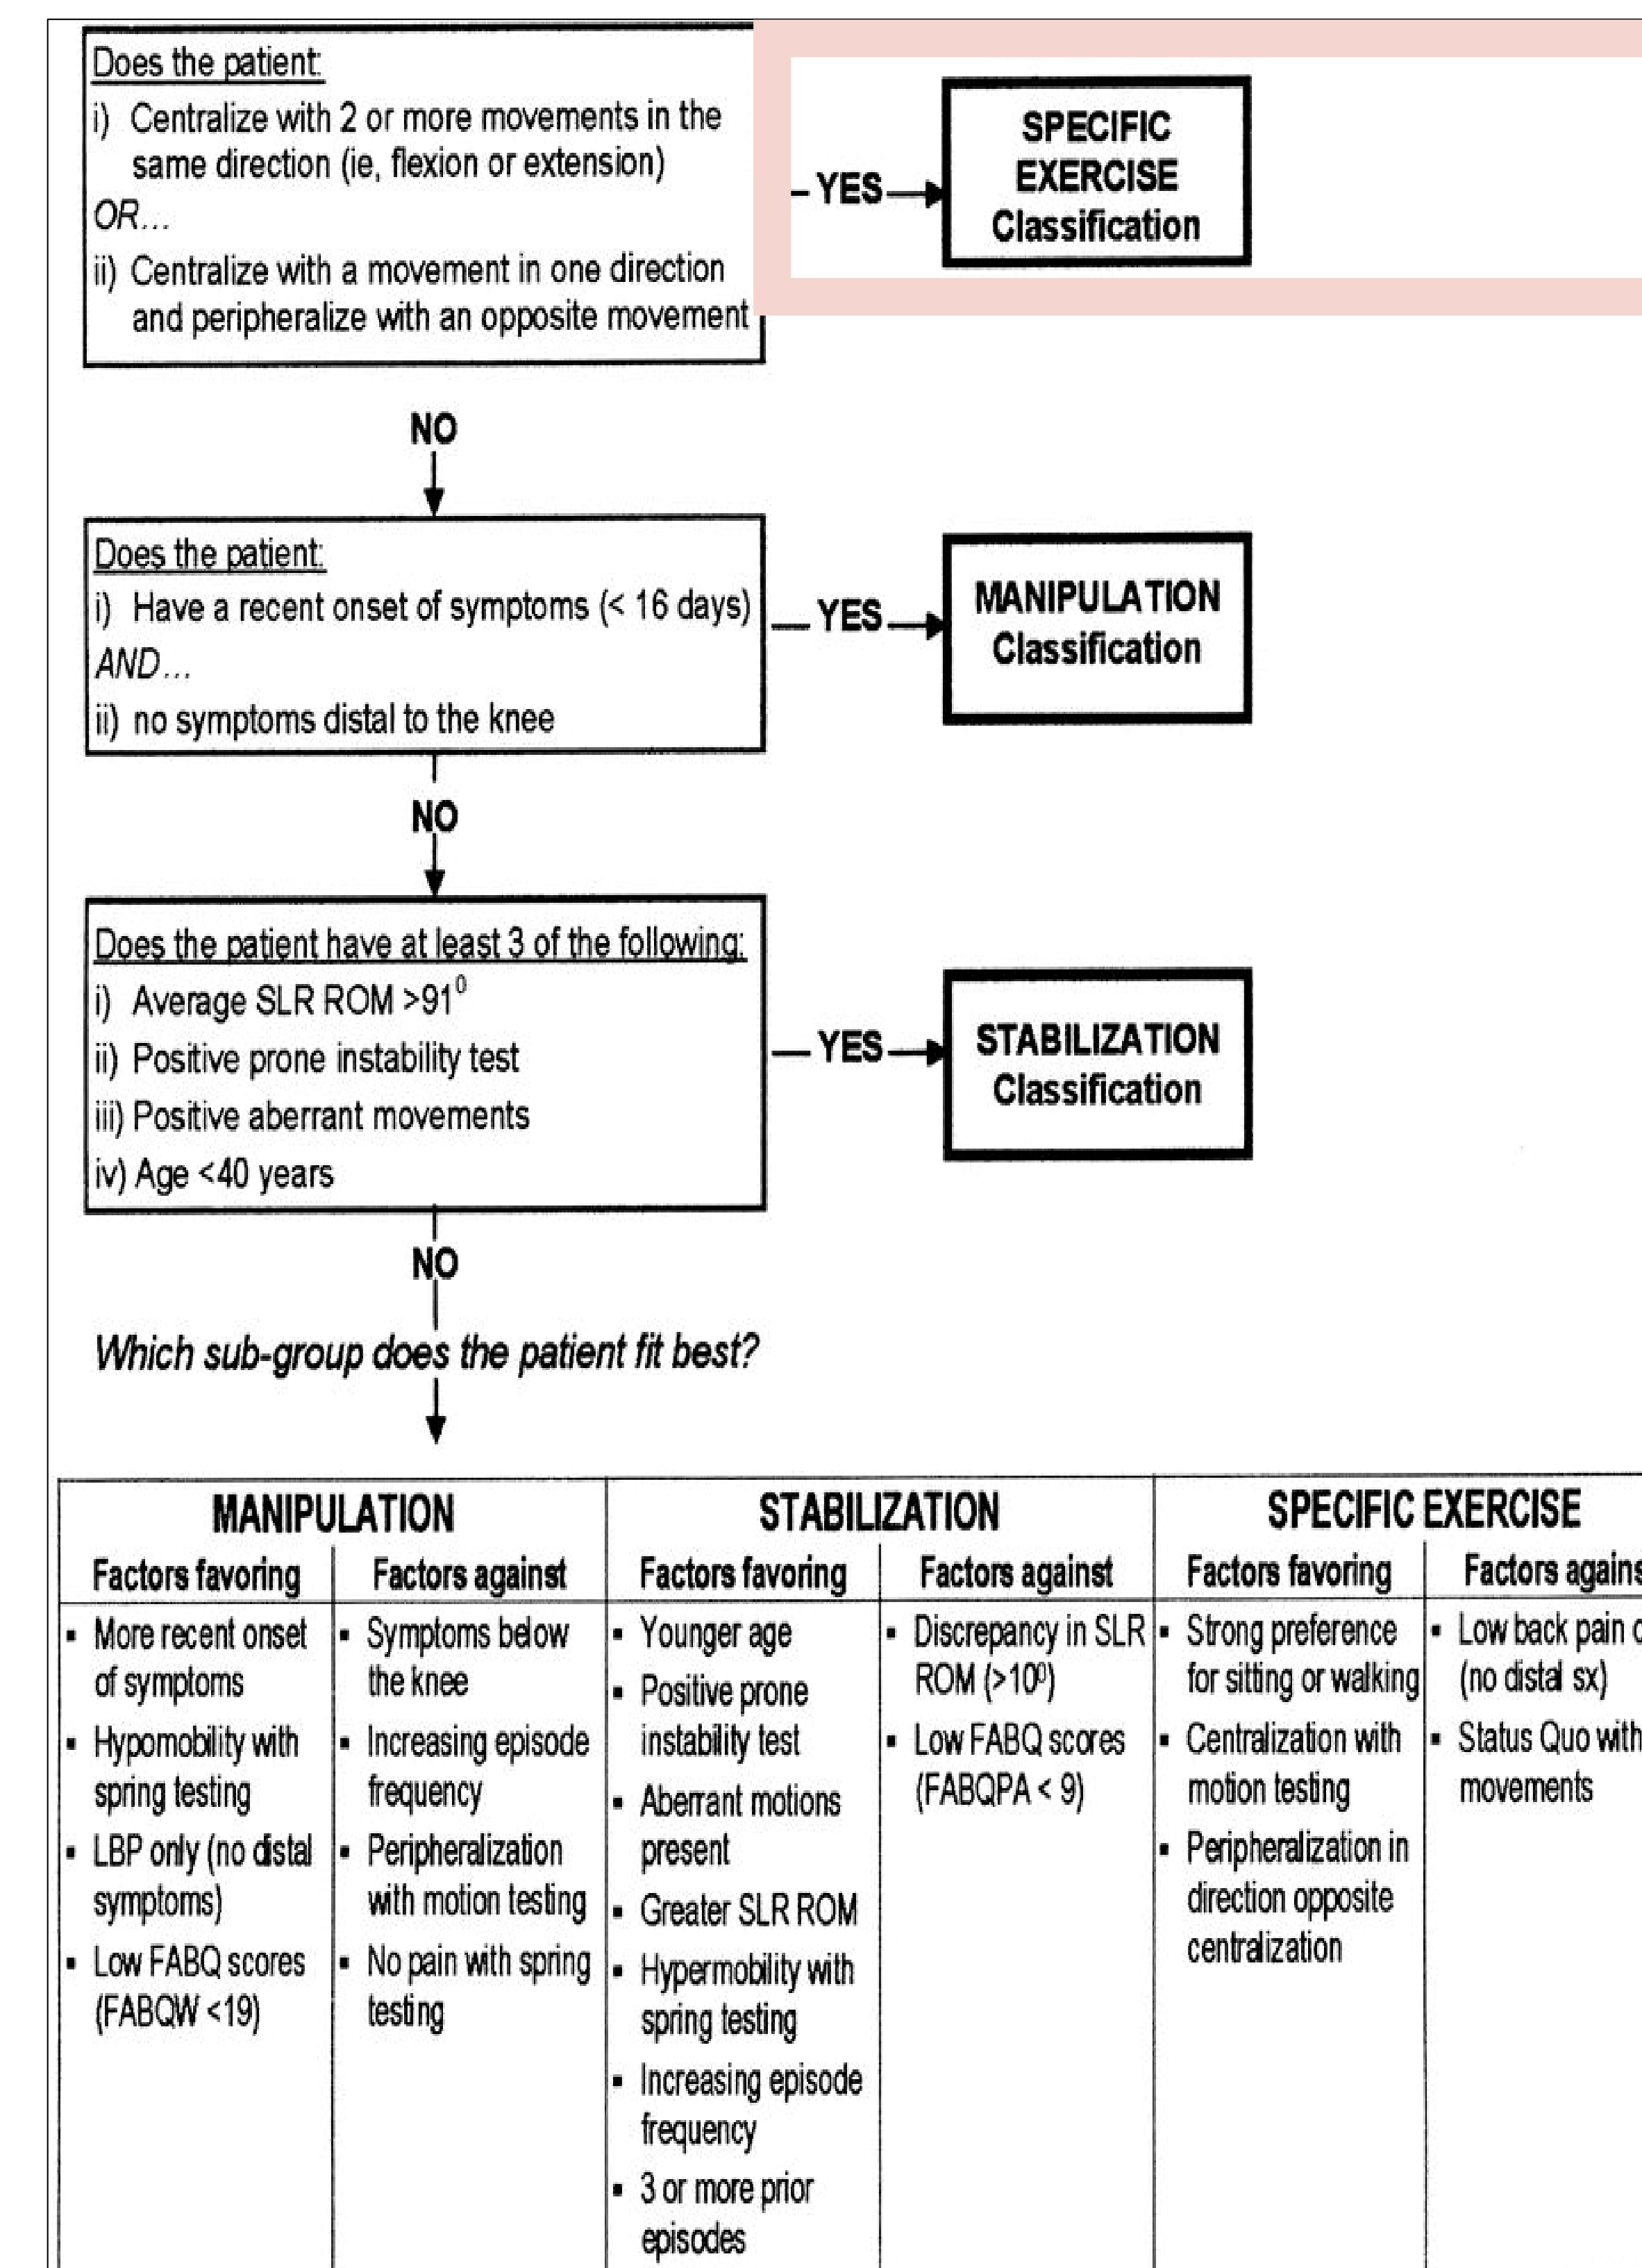 Does the patient:
i) Centralize with 2 or more movements in the
same direction (ie, flexion or extension)
OR...
ii) Centralize with a movement in one direction
and peripheralize with an opposite movement
YES
SPECIFIC
EXERCISE
Classification
NO
Does the patient:
i) Have a recent onset of symptoms (< 16 days)
AND...
ii) no symptoms distal to the knee
YES
MANIPULATION
Classification
NO
Does the patient have at least 3 of the following:
i) Average SLR ROM >91⁰
ii) Positive prone instability test
iii) Positive aberrant movements
iv) Age <40 years
YES
STABILIZATION
Classification
NO
Which sub-group does the patient fit best?
MANIPULATION
Factors favoring
▪ More recent onset
of symptoms
▪ Hypomobility with
spring testing
▪ LBP only (no distal
symptoms)
▪ Low FABQ scores
(FABQW <19)
Factors against
▪ Symptoms below
the knee
▪ Increasing episode
frequency
▪ Peripheralization
with motion testing
▪ No pain with spring
testing
STABILIZATION
Factors favoring
▪ Younger age
▪ Positive prone
instability test
▪ Aberrant motions
present
▪ Greater SLR ROM
▪ Hypermobility with
spring testing
▪ Increasing episode
frequency
▪ 3 or more prior
episodes
Factors against
▪ Discrepancy in SLR
ROM (>10⁰)
▪ Low FABQ scores
(FABQPA < 9)
SPECIFIC EXERCISE
Factors favoring
▪ Strong preference
for sitting or walking
▪ Centralization with
motion testing
▪ Peripheralization in
direction opposite
centralization
Factors agains
▪ Low back pain
(no distal sx)
▪ Status Quo with
movements